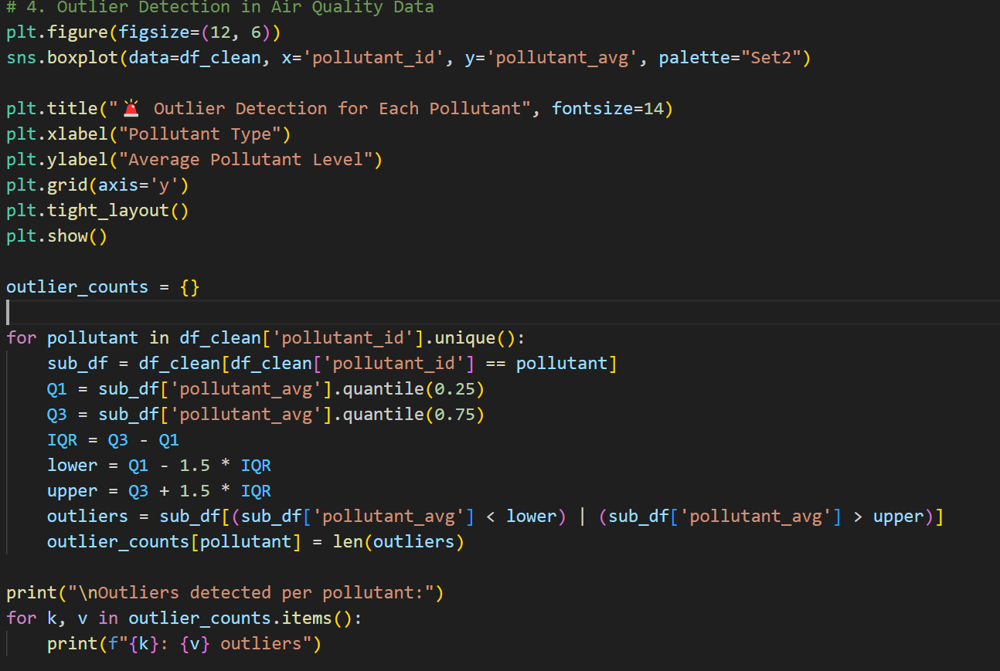 # 4. Outlier Detection in Air Quality Data
plt.figure(figsize=(12, 6))
sns.boxplot(data=df_clean, x='pollutant_id', y='pollutant_avg', palette="Set2")
plt.title("🚨 Outlier Detection for Each Pollutant", fontsize=14)
plt.xlabel("Pollutant Type")
plt.ylabel("Average Pollutant Level")
plt.grid(axis='y')
plt.tight_layout()
plt.show()
outlier_counts = {}
for pollutant in df_clean['pollutant_id'].unique():
    sub_df = df_clean[df_clean['pollutant_id'] == pollutant]
    Q1 = sub_df['pollutant_avg'].quantile(0.25)
    Q3 = sub_df['pollutant_avg'].quantile(0.75)
    IQR = Q3 - Q1
    lower = Q1 - 1.5 * IQR
    upper = Q3 + 1.5 * IQR
    outliers = sub_df[(sub_df['pollutant_avg'] < lower) | (sub_df['pollutant_avg'] > upper)]
    outlier_counts[pollutant] = len(outliers)
print("\nOutliers detected per pollutant:")
for k, v in outlier_counts.items():
    print(f"{k}: {v} outliers")